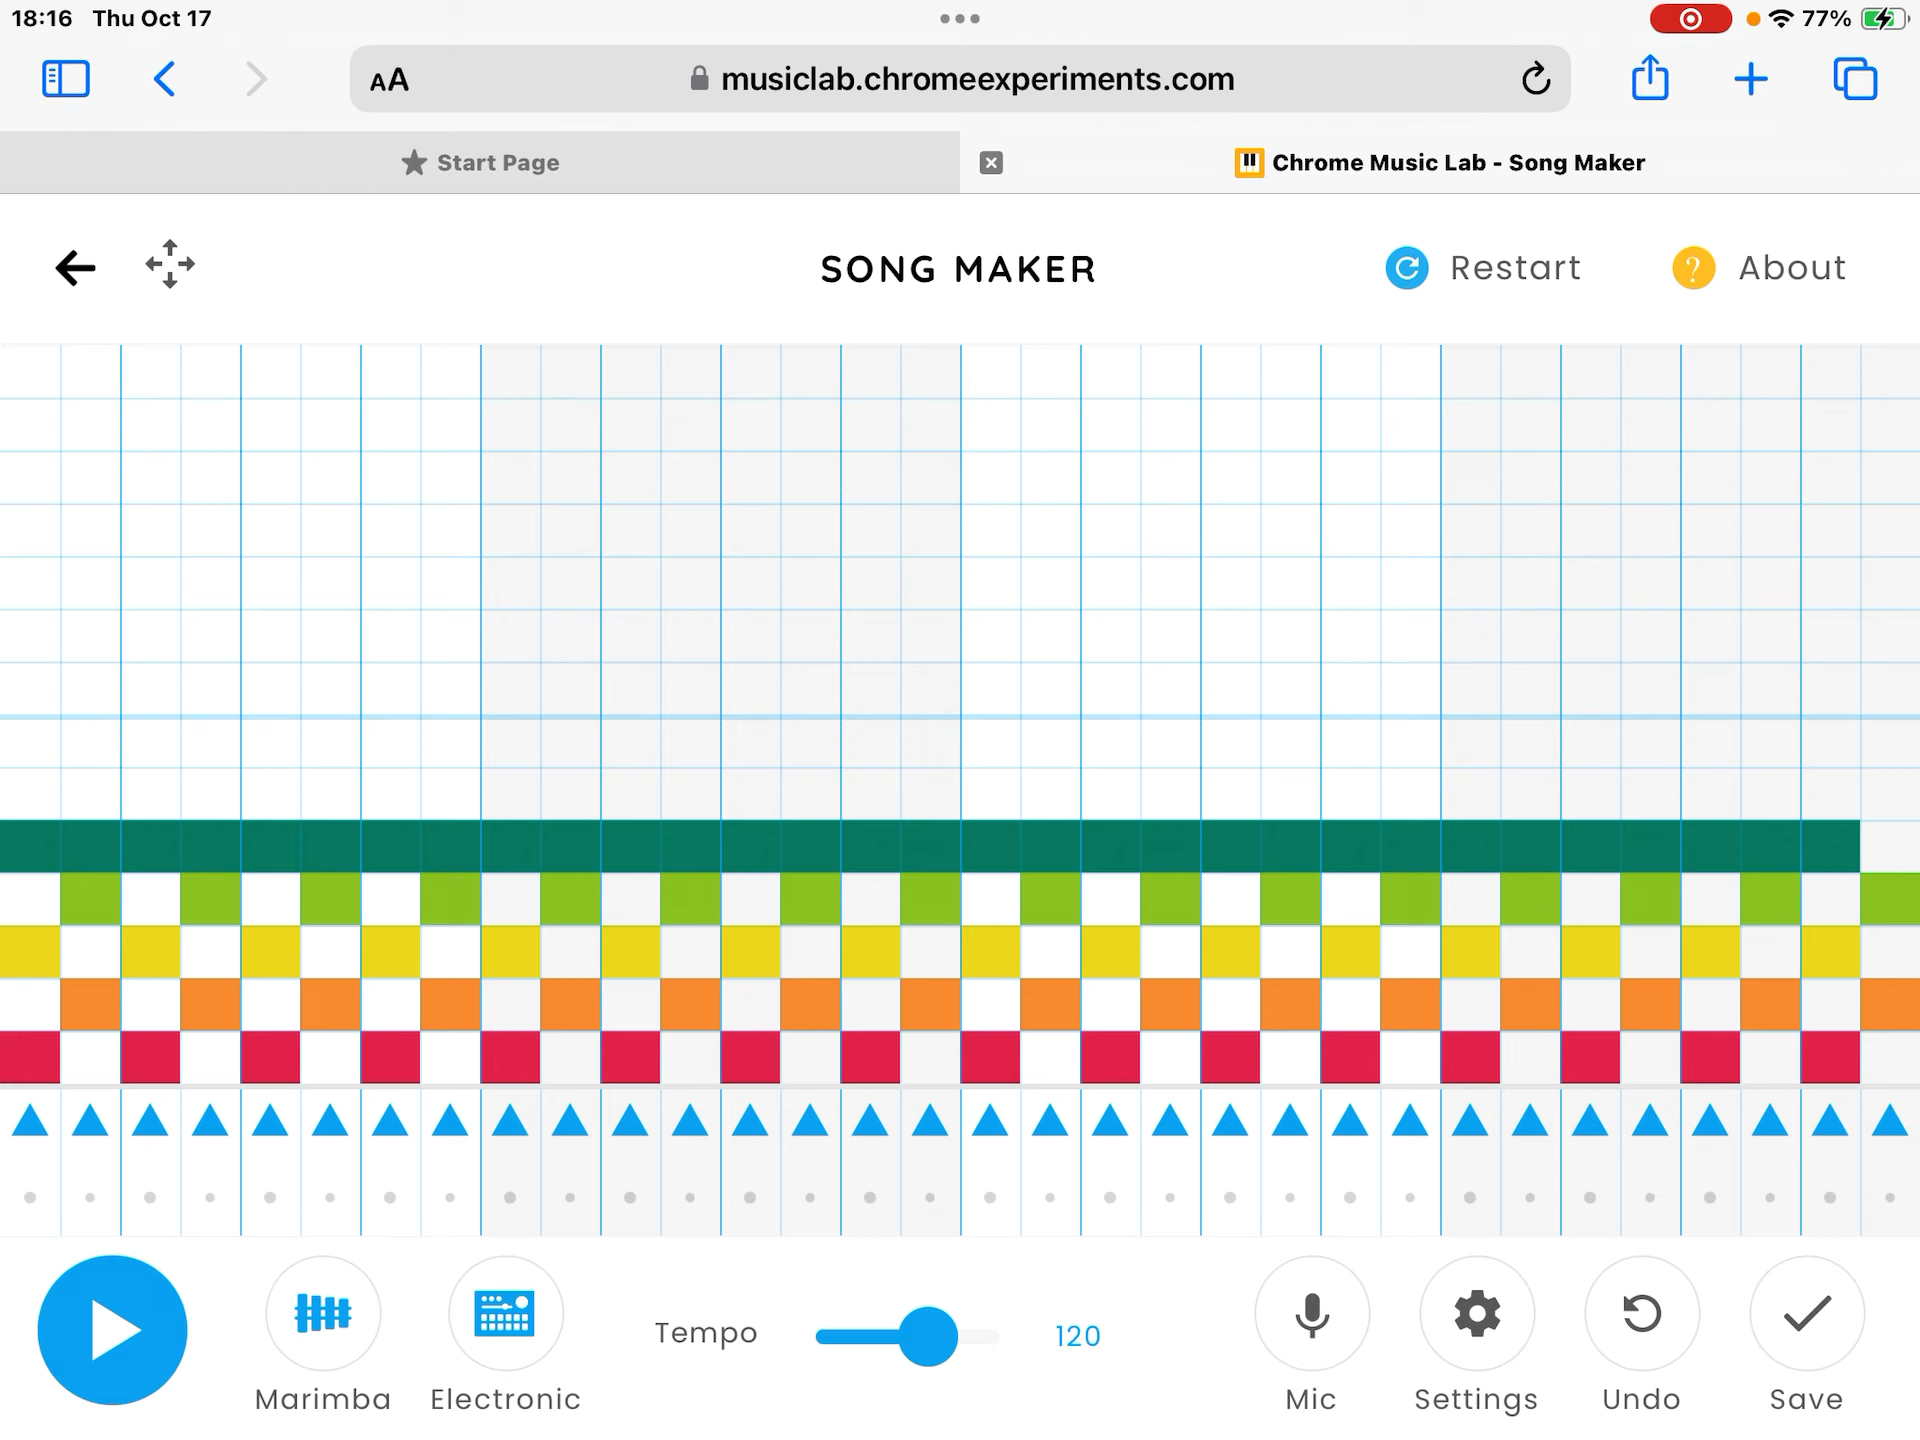 18:16 Thu Oct 17
77%
AA
musiclab.chromeexperiments.com
Start Page
Chrome Music Lab - Song Maker
SONG MAKER
Restart
? About
Tempo
120
Marimba
Electronic
Mic
Settings
Undo
Save